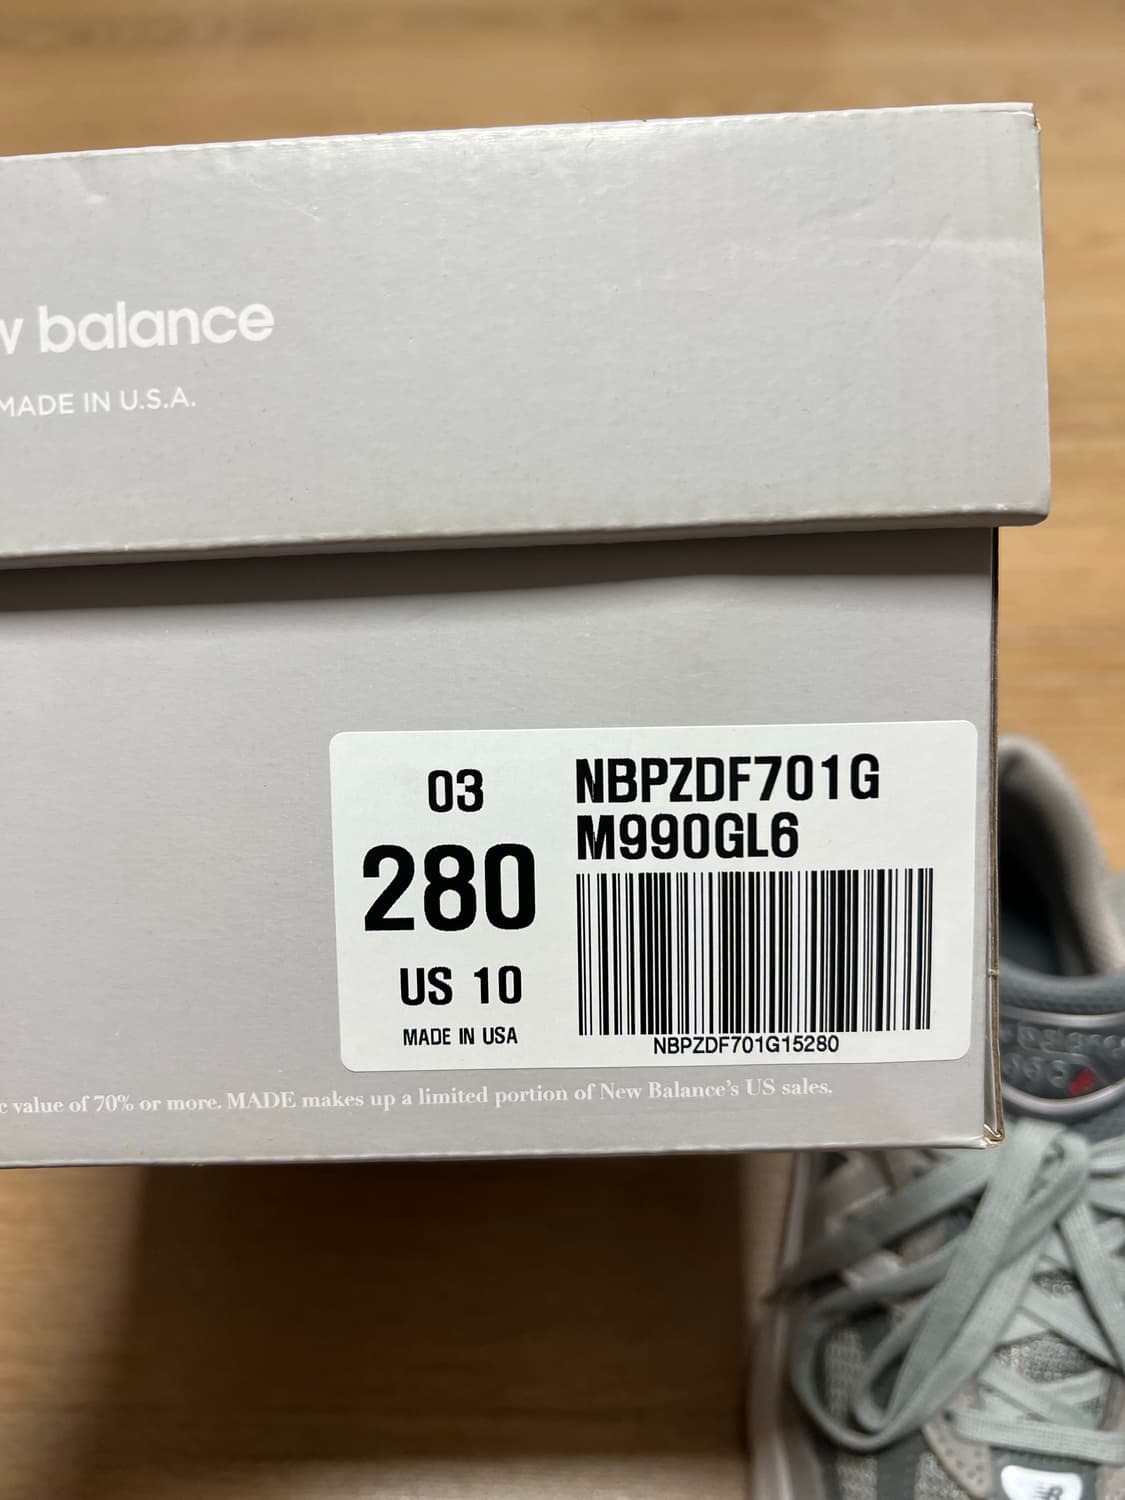 balance
MADE IN U.S.A.
03
280
US 10
MADE IN USA
NBPZDF701G
M990GL6
NBPZDF701G15280
value of 70% or more. MADE makes up a limited portion of New Balance's US sales.